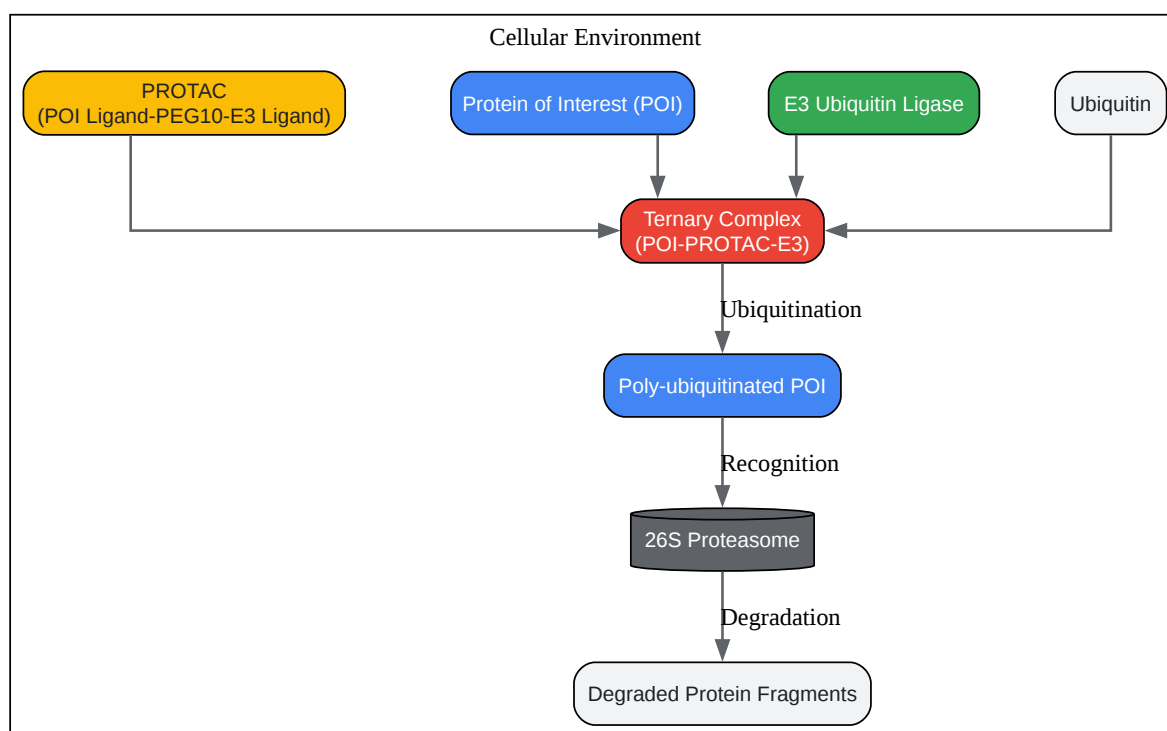 Cellular Environment
PROTAC
(POI Ligand-PEG10-E3 Ligand)
Protein of Interest (POI)
E3 Ubiquitin Ligase
Ubiquitin
Ternary Complex
(POI-PROTAC-E3)
Ubiquitination
Poly-ubiquitinated POI
Recognition
26S Proteasome
Degradation
Degraded Protein Fragments